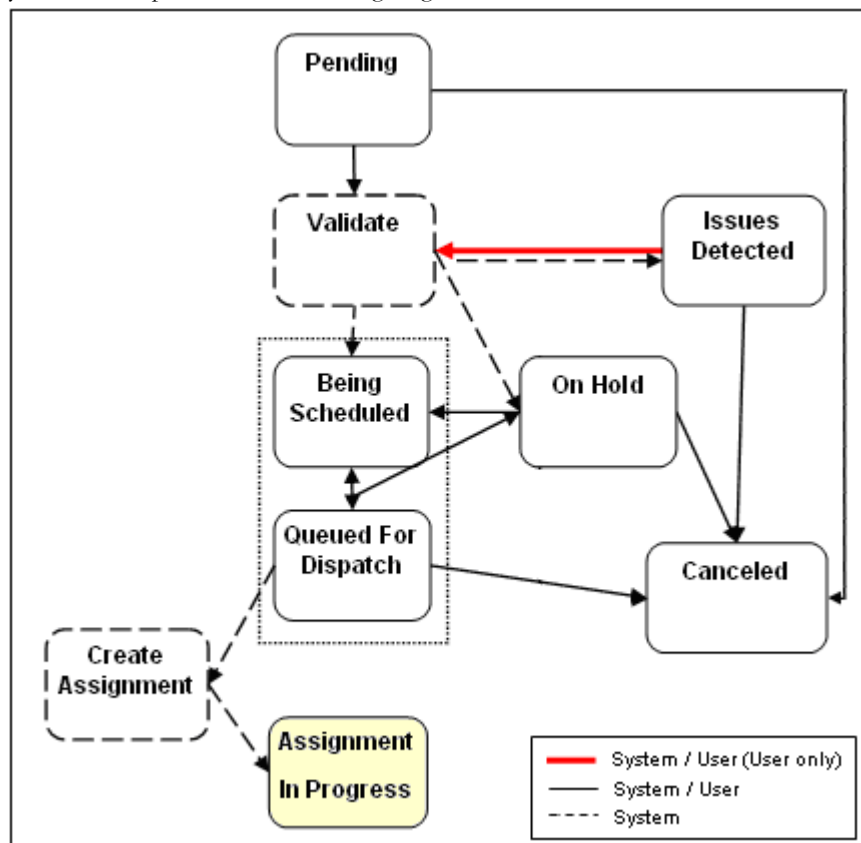 Pending
Validate
Issues
Detected
Being
Scheduled
On Hold
Queued For
Dispatch
Canceled
Create
Assignment
Assignment
In Progress
System / User (User only)
System / User
System